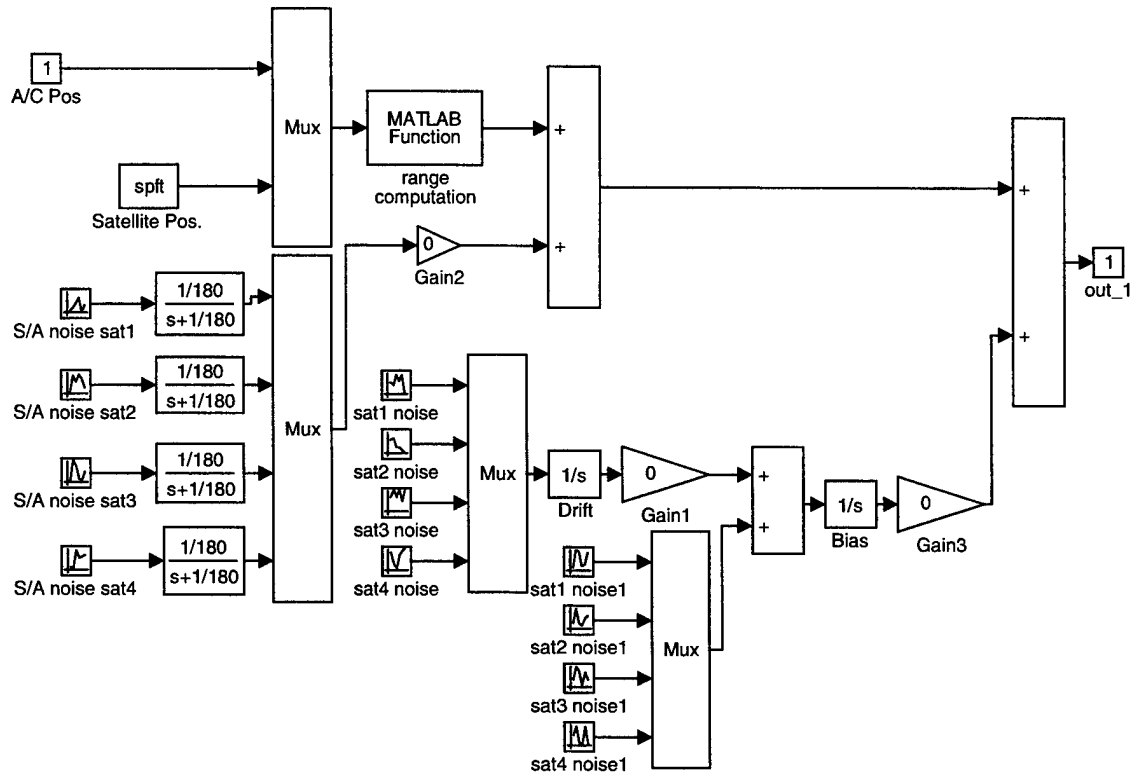 1
A/C Pos
spft
Satellite Pos.
Mux
MATLAB
Function
range
computation
+
+
0
Gain2
S/A noise sat1
1/180
s+1/180
S/A noise sat2
1/180
s+1/180
S/A noise sat3
1/180
s+1/180
S/A noise sat4
1/180
s+1/180
Mux
sat1 noise
sat2 noise
sat3 noise
sat4 noise
Mux
1/s
Drift
0
Gain1
sat1 noise1
sat2 noise1
sat3 noise1
sat4 noise1
Mux
+
+
1/s
Bias
0
Gain3
+
+
1
out_1